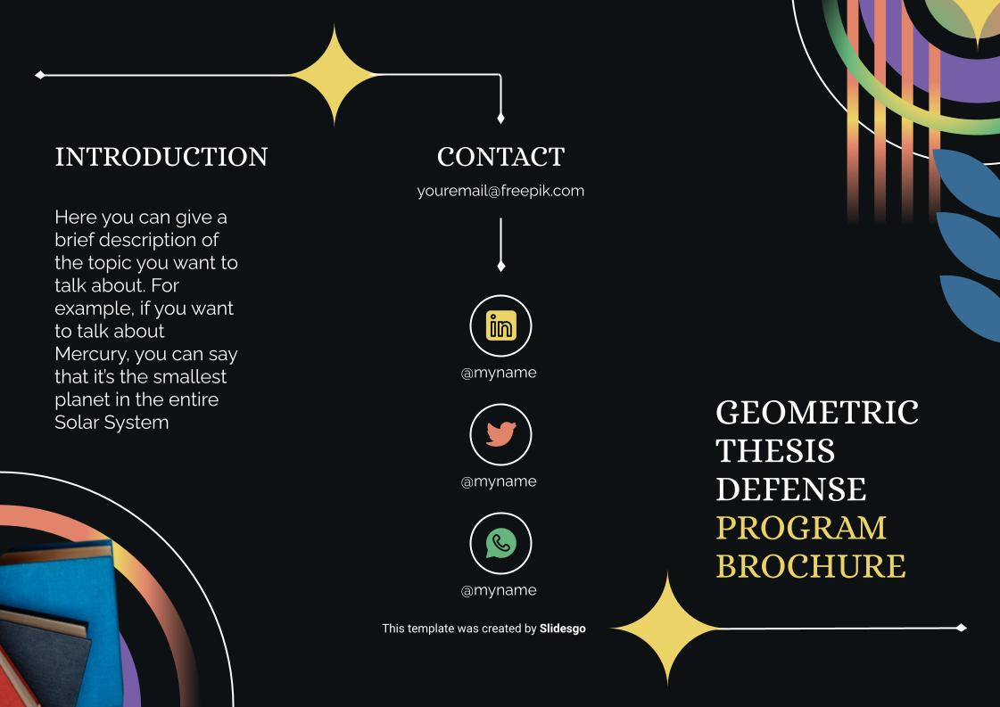 INTRODUCTION
Here you can give a
brief description of
the topic you want to
talk about. For
example, if you want
to talk about
Mercury, you can say
that it’s the smallest
planet in the entire
Solar System
CONTACT
youremail@freepik.com
in
@myname
@myname
@myname
This template was created by Slidesgo
GEOMETRIC
THESIS
DEFENSE
PROGRAM
BROCHURE